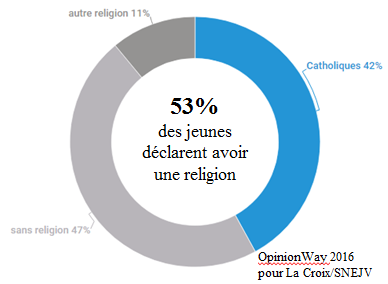 autre religion 11%
Catholiques 42%
53%
des jeunes
déclarent avoir
une religion
sans religion 47%
OpinionWay 2016
pour La Croix/SNEJV